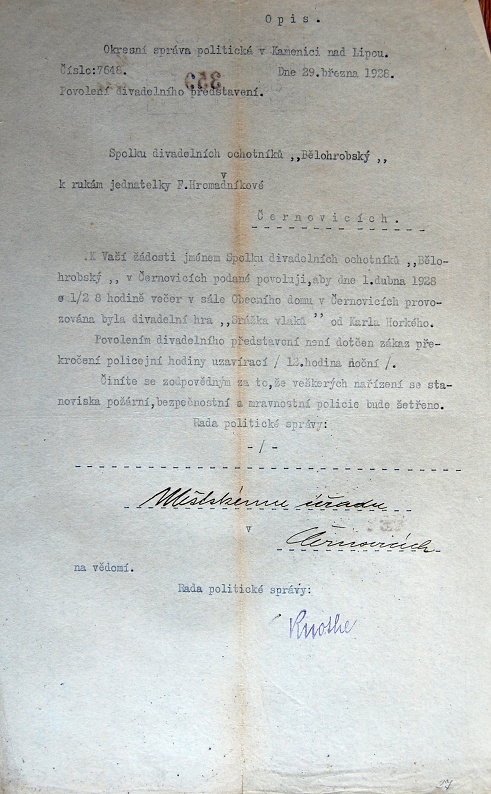 Opis.
Okresní správa politická v Kamenici nad Lipou.
Číslo:7646. Dne 29.března 1928.
359
Povolení divadelního představení.
Spolku divadelních ochotníků ,,Bělohrobský ,,
v
k rukám jednatelky F.Hromadníkové
Černovicích.
.K Vaší žádosti jménem Spolku divadelních ochotníků ,,Bělo-
hrobský ,, v Černovicích podané povoluji,aby dne 1.dubna 1928
o 1/2 8 hodině večer v sále Obecního domu v Černovicích provo-
zována byla divadelní hra ,,Srážka vlaků ’’ od Karla Horkého.
Povolením divadelního představení není dotčen zákaz pře-
kročení policejní hodiny uzavírací / 12.hodina noční /.
Činíte se zodpovědným za to,že veškerých nařízení se sta-
noviska požární,bezpečnostní a mravnostní policie bude šetřeno.
Rada politické správy:
-/-
Městskému úřadu
v
Černovicích
na vědomí.
Rada politické správy:
Knothe